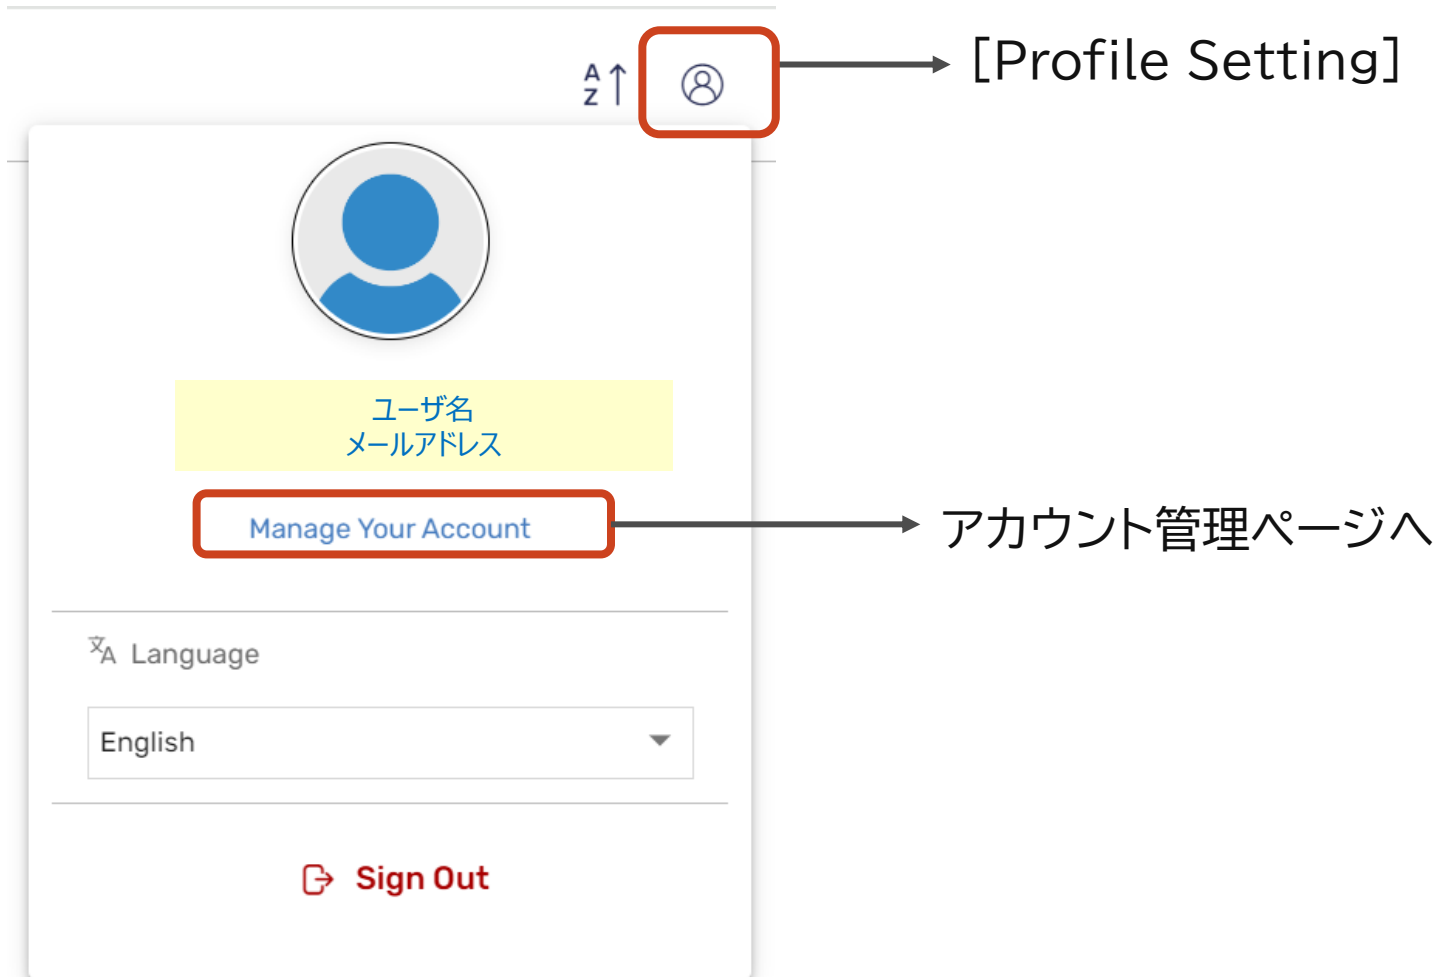 A
Z
[Profile Setting]
ユーザ名
メールアドレス
Manage Your Account
アカウント管理ページへ
Language
English
Sign Out